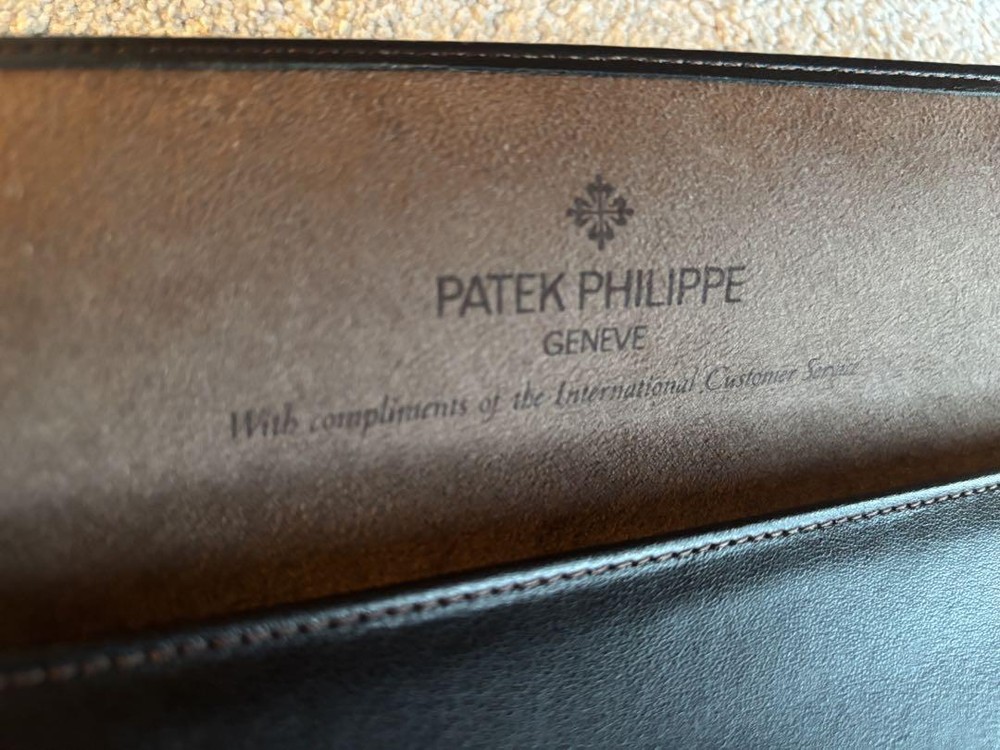 PATEK PHILIPPE
GENEVE
With compliments of the International Customer Service